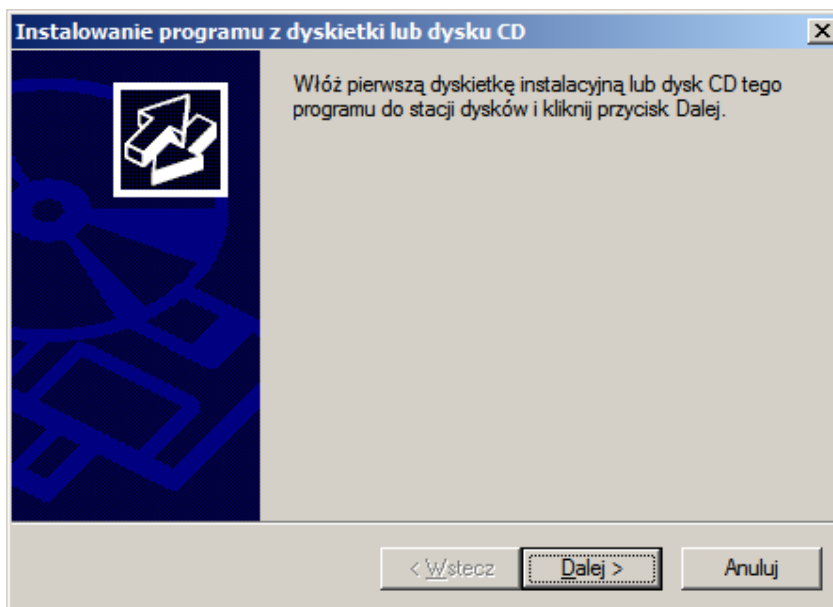 Instalowanie programu z dyskietki lub dysku CD
Włóż pierwszą dyskietkę instalacyjną lub dysk CD tego
programu do stacji dysków i kliknij przycisk Dalej.
< Wstecz
Dalej >
Anuluj